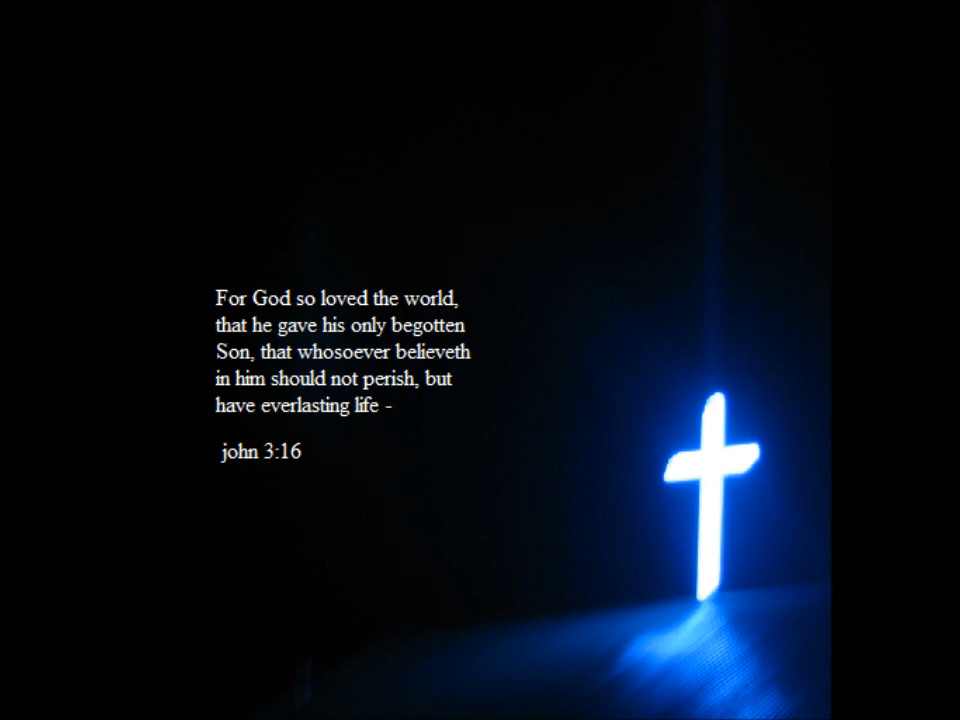 For God so loved the world,
that he gave his only begotten
Son, that whosoever believeth
in him should not perish, but
have everlasting life -
john 3:16